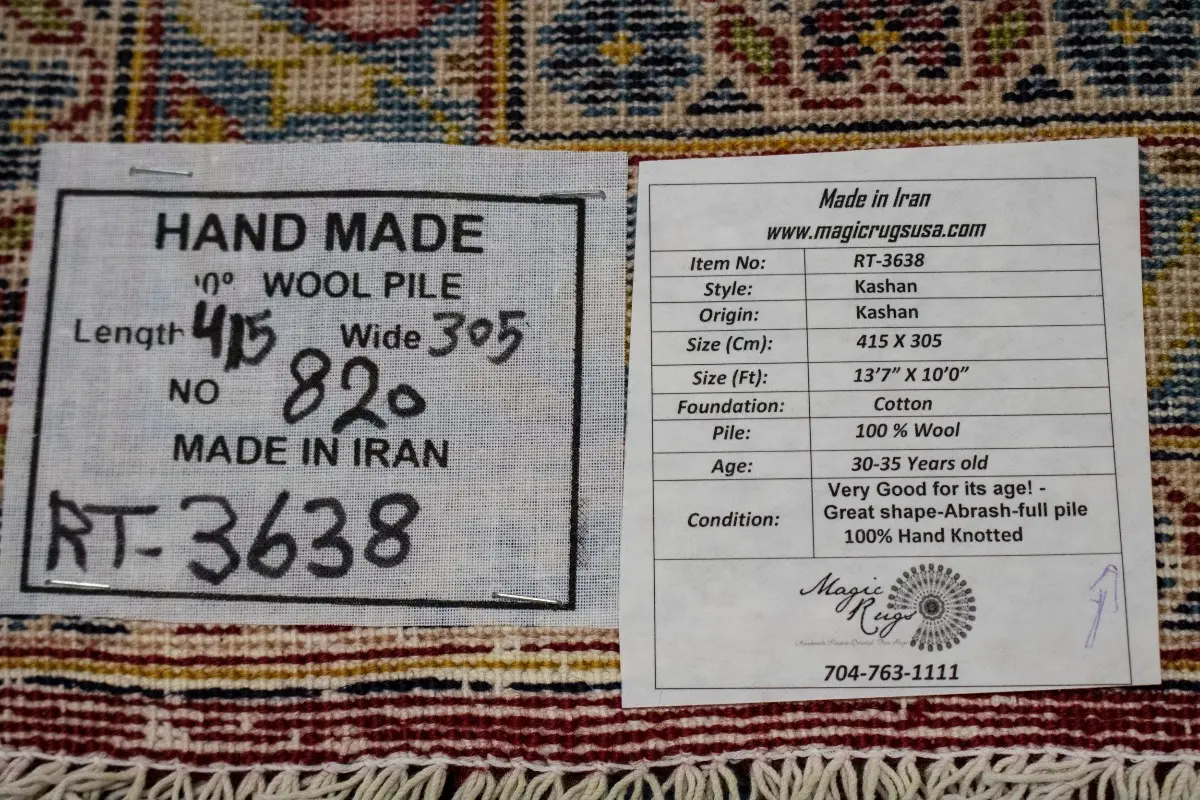 HAND MADE
WOOL PILE
Length 415 Wide 305
NO 820
MADE IN IRAN
RT-3638
Made in Iran
www.magicrugsusa.com
Item No: RT-3638
Style: Kashan
Origin: Kashan
Size (Cm): 415 X 305
Size (Ft): 13'7" X 10'0"
Foundation: Cotton
Pile: 100 % Wool
Age: 30-35 Years old
Condition: Very Good for its age! -
Great shape-Abrash-full pile
100% Hand Knotted
Magic
Rugs
704-763-1111